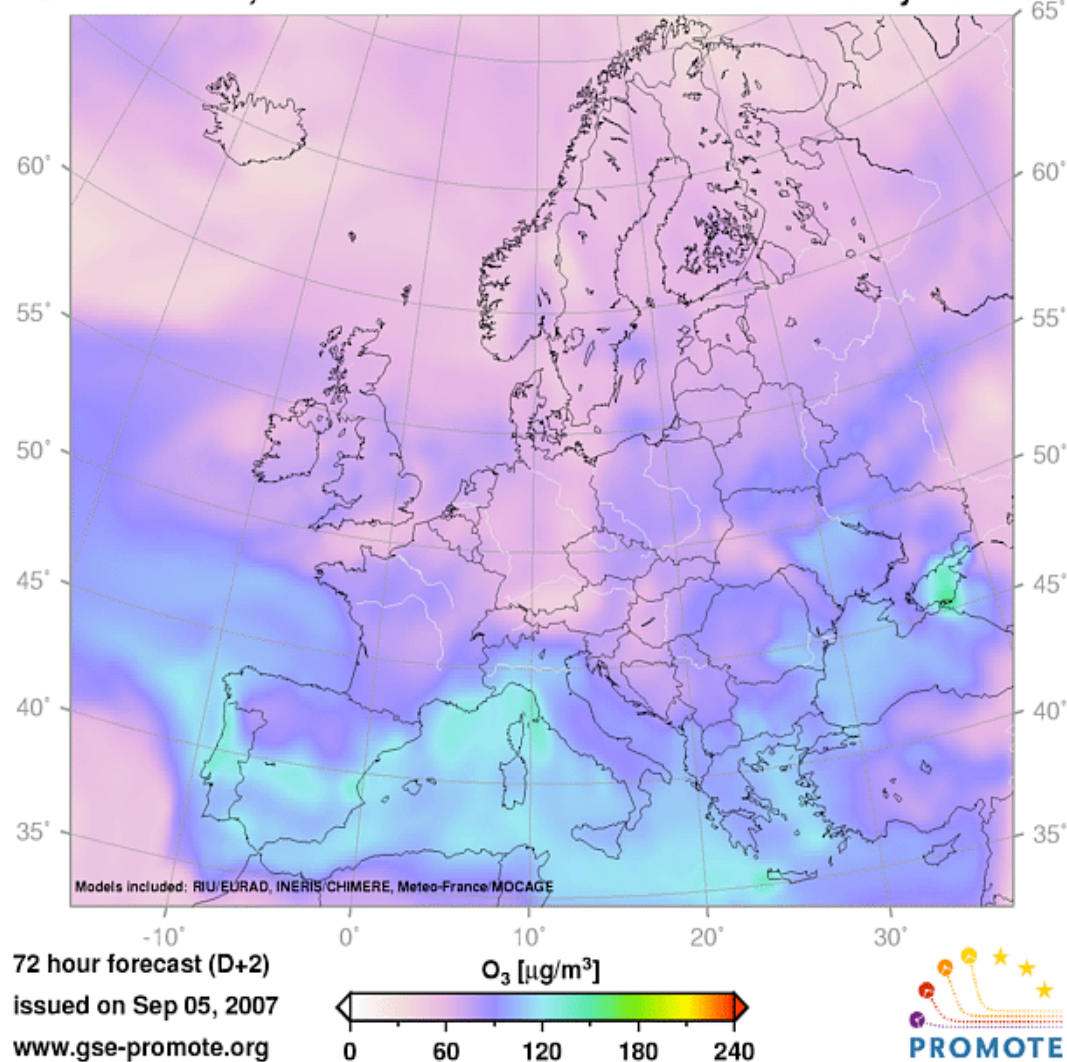 65°
60°
60°
55°
55°
50°
50°
45°
45°
40°
40°
35°
35°
Models included: RIU/EURAD, INERIS/CHIMERE, Meteo-France/MOCAGE
-10° 0° 10° 20° 30°
72 hour forecast (D+2)
O₃ [µg/m³]
issued on Sep 05, 2007
www.gse-promote.org
0 60 120 180 240
PROMOTE